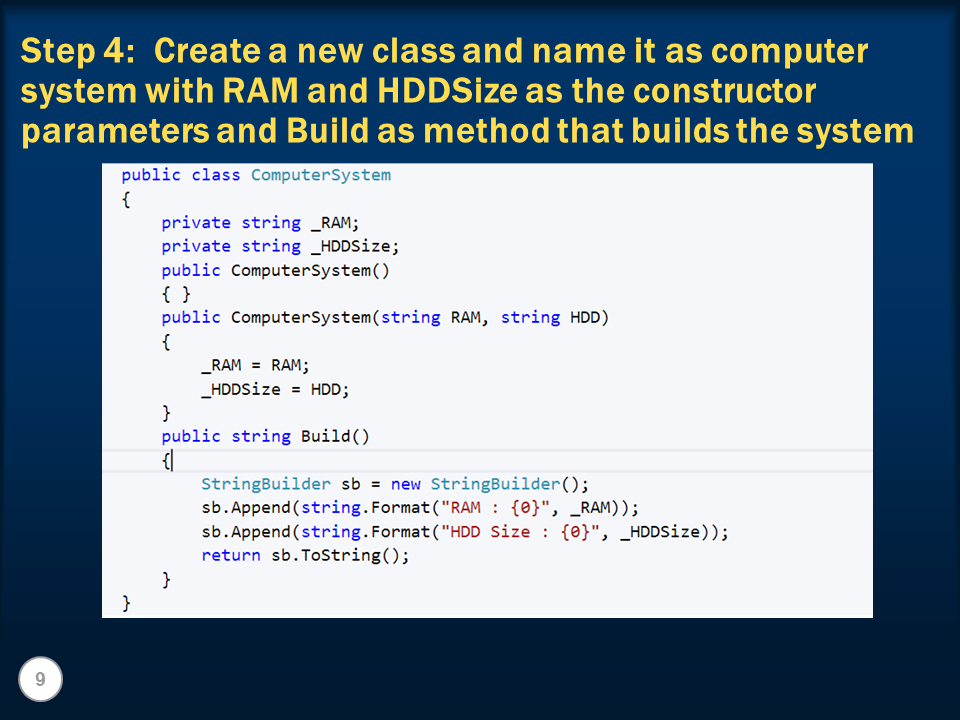 Step 4:  Create a new class and name it as computer
system with RAM and HDDSize as the constructor
parameters and Build as method that builds the system
public class ComputerSystem
{
    private string _RAM;
    private string _HDDSize;
    public ComputerSystem()
    { }
    public ComputerSystem(string RAM, string HDD)
    {
        _RAM = RAM;
        _HDDSize = HDD;
    }
    public string Build()
    {
        StringBuilder sb = new StringBuilder();
        sb.Append(string.Format("RAM : {0}", _RAM));
        sb.Append(string.Format("HDD Size : {0}", _HDDSize));
        return sb.ToString();
    }
}
9